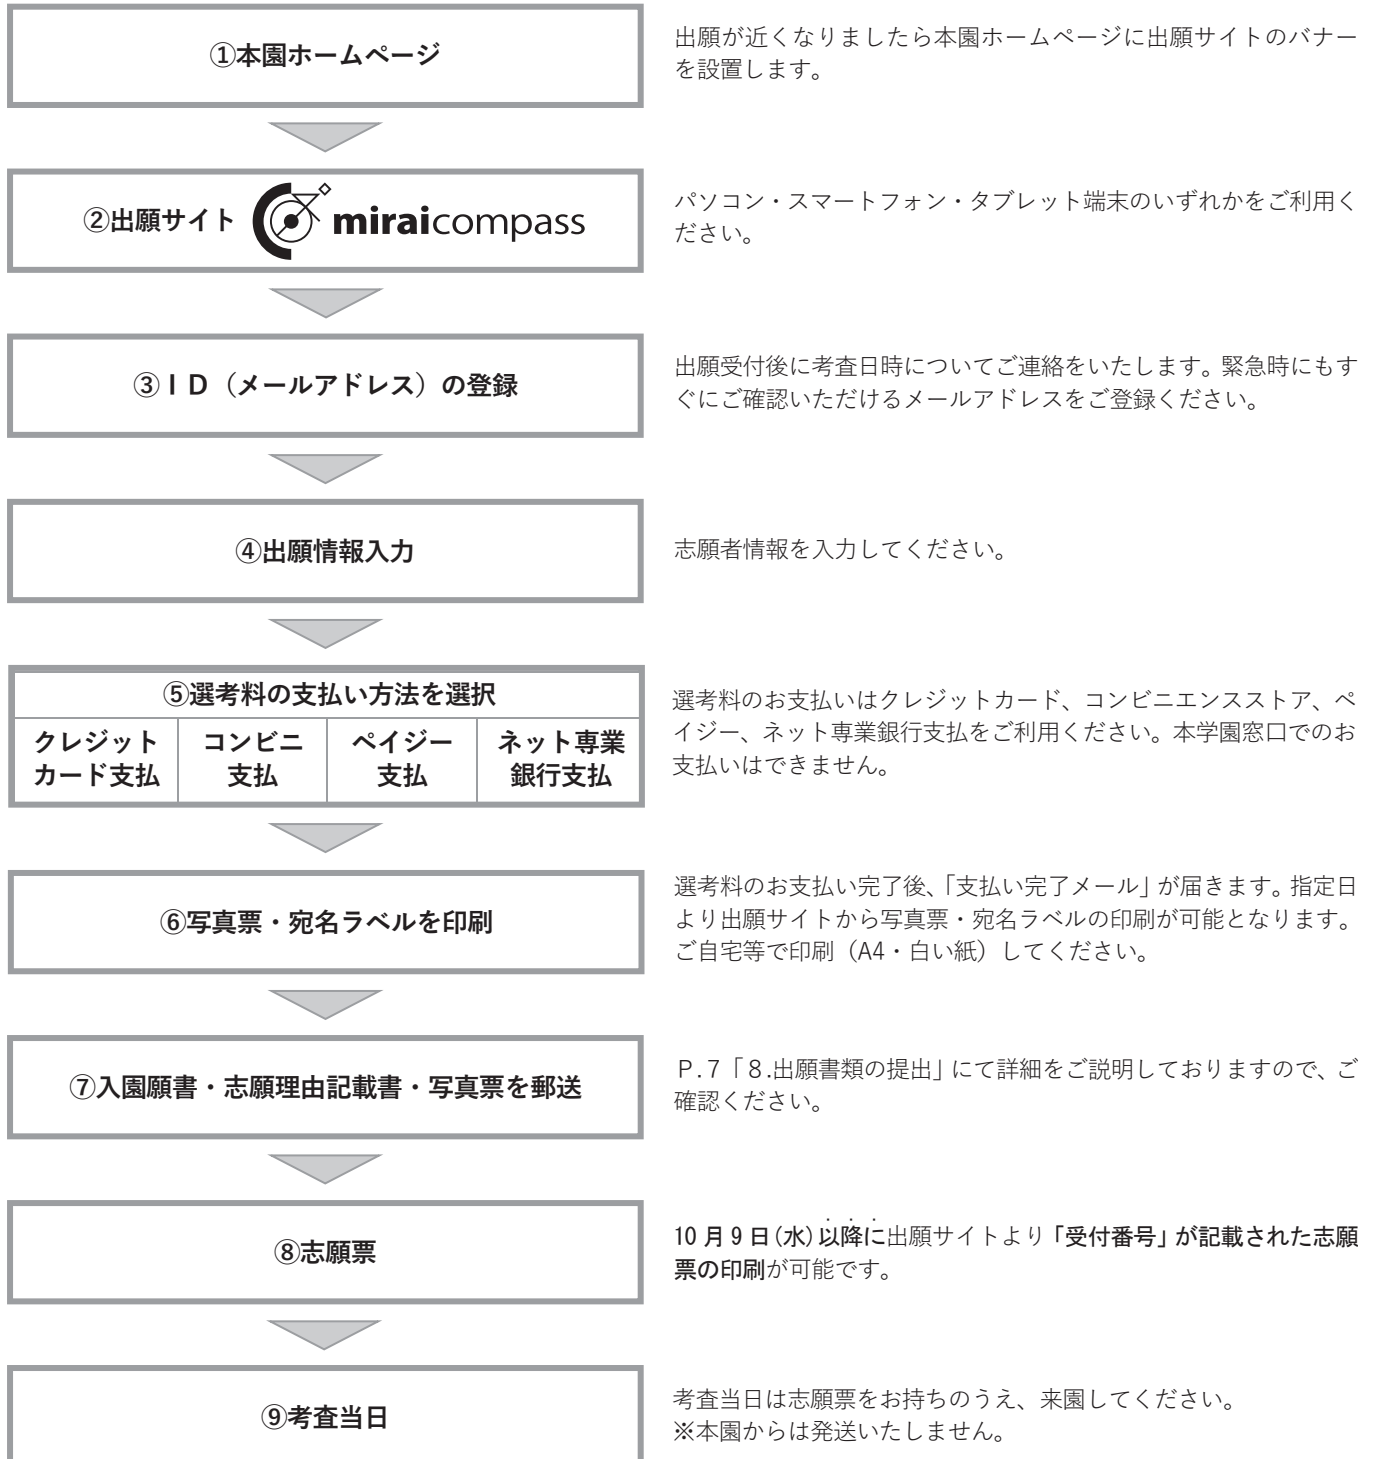 ①本園ホームページ
出願が近くなりましたら本園ホームページに出願サイトのバナー
を設置します。
②出願サイト miraicompass
パソコン・スマートフォン・タブレット端末のいずれかをご利用く
ださい。
③ＩＤ（メールアドレス）の登録
出願受付後に考査日時についてご連絡をいたします。緊急時にもす
ぐにご確認いただけるメールアドレスをご登録ください。
④出願情報入力
志願者情報を入力してください。
⑤選考料の支払い方法を選択
クレジット
カード支払
コンビニ
支払
ペイジー
支払
ネット専業
銀行支払
選考料のお支払いはクレジットカード、コンビニエンスストア、ペ
イジー、ネット専業銀行支払をご利用ください。本学園窓口でのお
支払いはできません。
⑥写真票・宛名ラベルを印刷
選考料のお支払い完了後、「支払い完了メール」が届きます。指定日
より出願サイトから写真票・宛名ラベルの印刷が可能となります。
ご自宅等で印刷（A4・白い紙）してください。
⑦入園願書・志願理由記載書・写真票を郵送
Ｐ.７「８.出願書類の提出」にて詳細をご説明しておりますので、ご
確認ください。
⑧志願票
10月9日(水)以降に出願サイトより「受付番号」が記載された志願
票の印刷が可能です。
⑨考査当日
考査当日は志願票をお持ちのうえ、来園してください。
※本園からは発送いたしません。